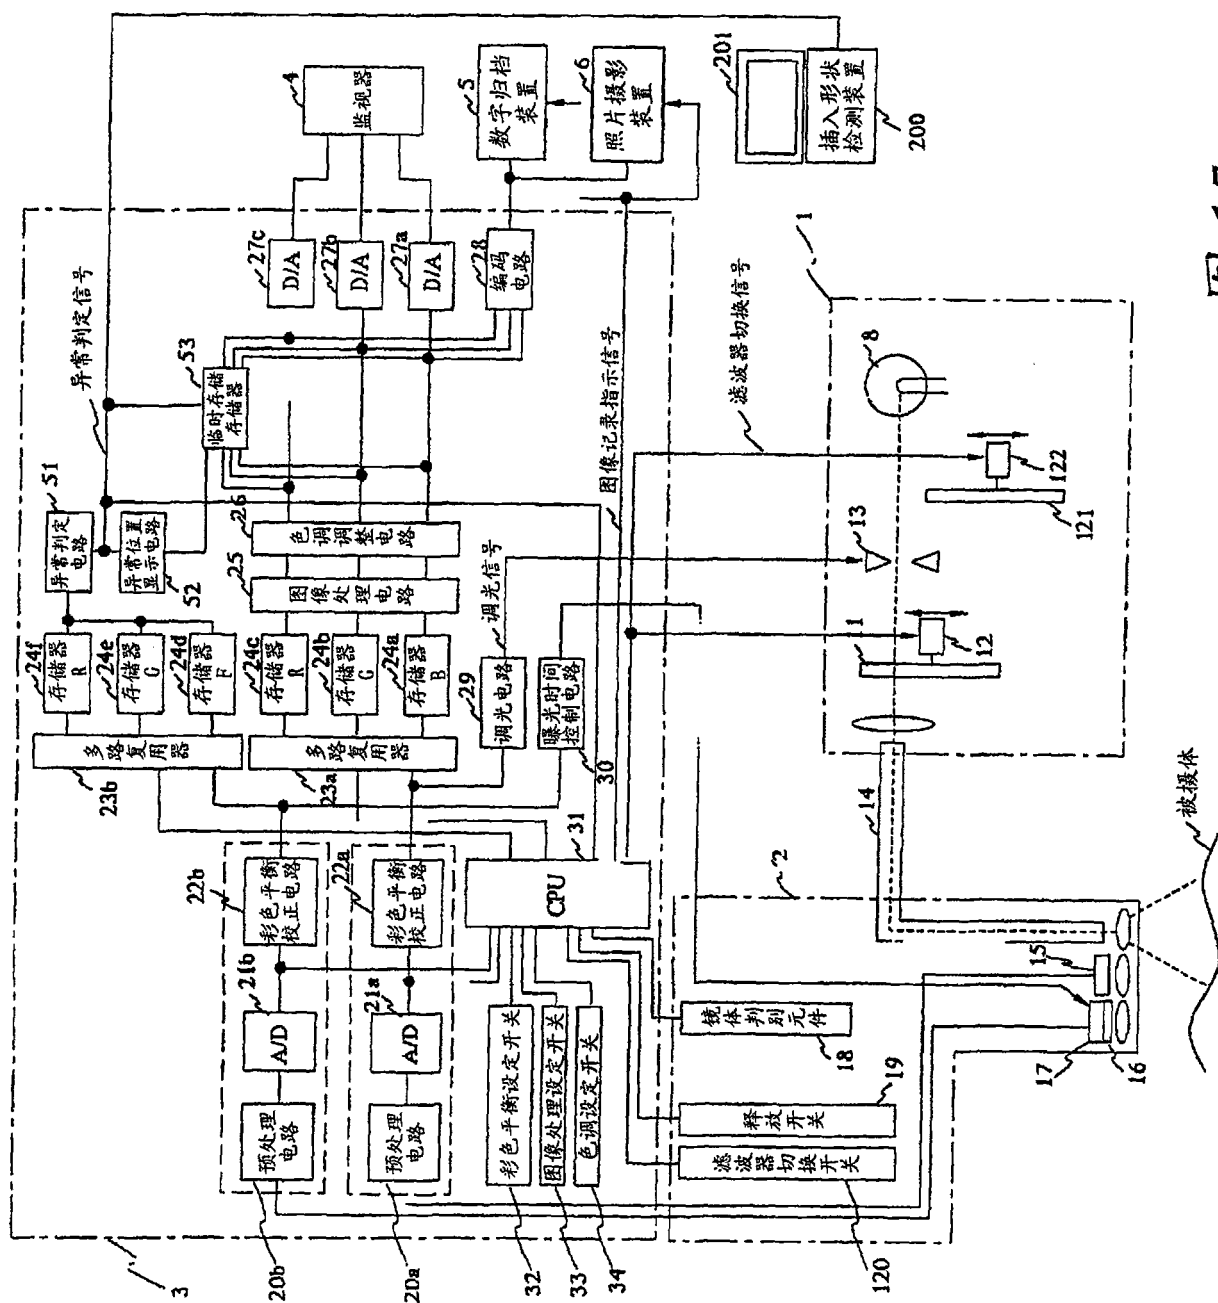 4
监视器
5
数字归档
装置
6
照片摄影
装置
201
插入形状
检测装置
200
27c
D/A
27b
D/A
27a
D/A
28
编码
电路
异常判定信号
53
临时存储
存储器
图像记录指示信号
滤波器切换信号
1
8
51
异常判定
电路
异常位置
显示电路
52
26
色调调整电路
25
图像处理电路
调光信号
13
122
121
24f
存储器
R
24e
存储器
G
24d
存储器
F
24c
存储器
R
24b
存储器
G
24a
存储器
B
29
调光电路
曝光时间
控制电路
30
11
12
多路复用器
23b
多路复用器
23a
14
被摄体
22b
彩色平衡
校正电路
22a
彩色平衡
校正电路
31
CPU
2
21b
A/D
21a
A/D
15
17
16
镜体判别元件
18
预处理
电路
预处理
电路
彩色平衡设定开关
图像处理设定开关
色调设定开关
释放开关
19
滤波器切换开关
120
3
20b
20a
32
33
34